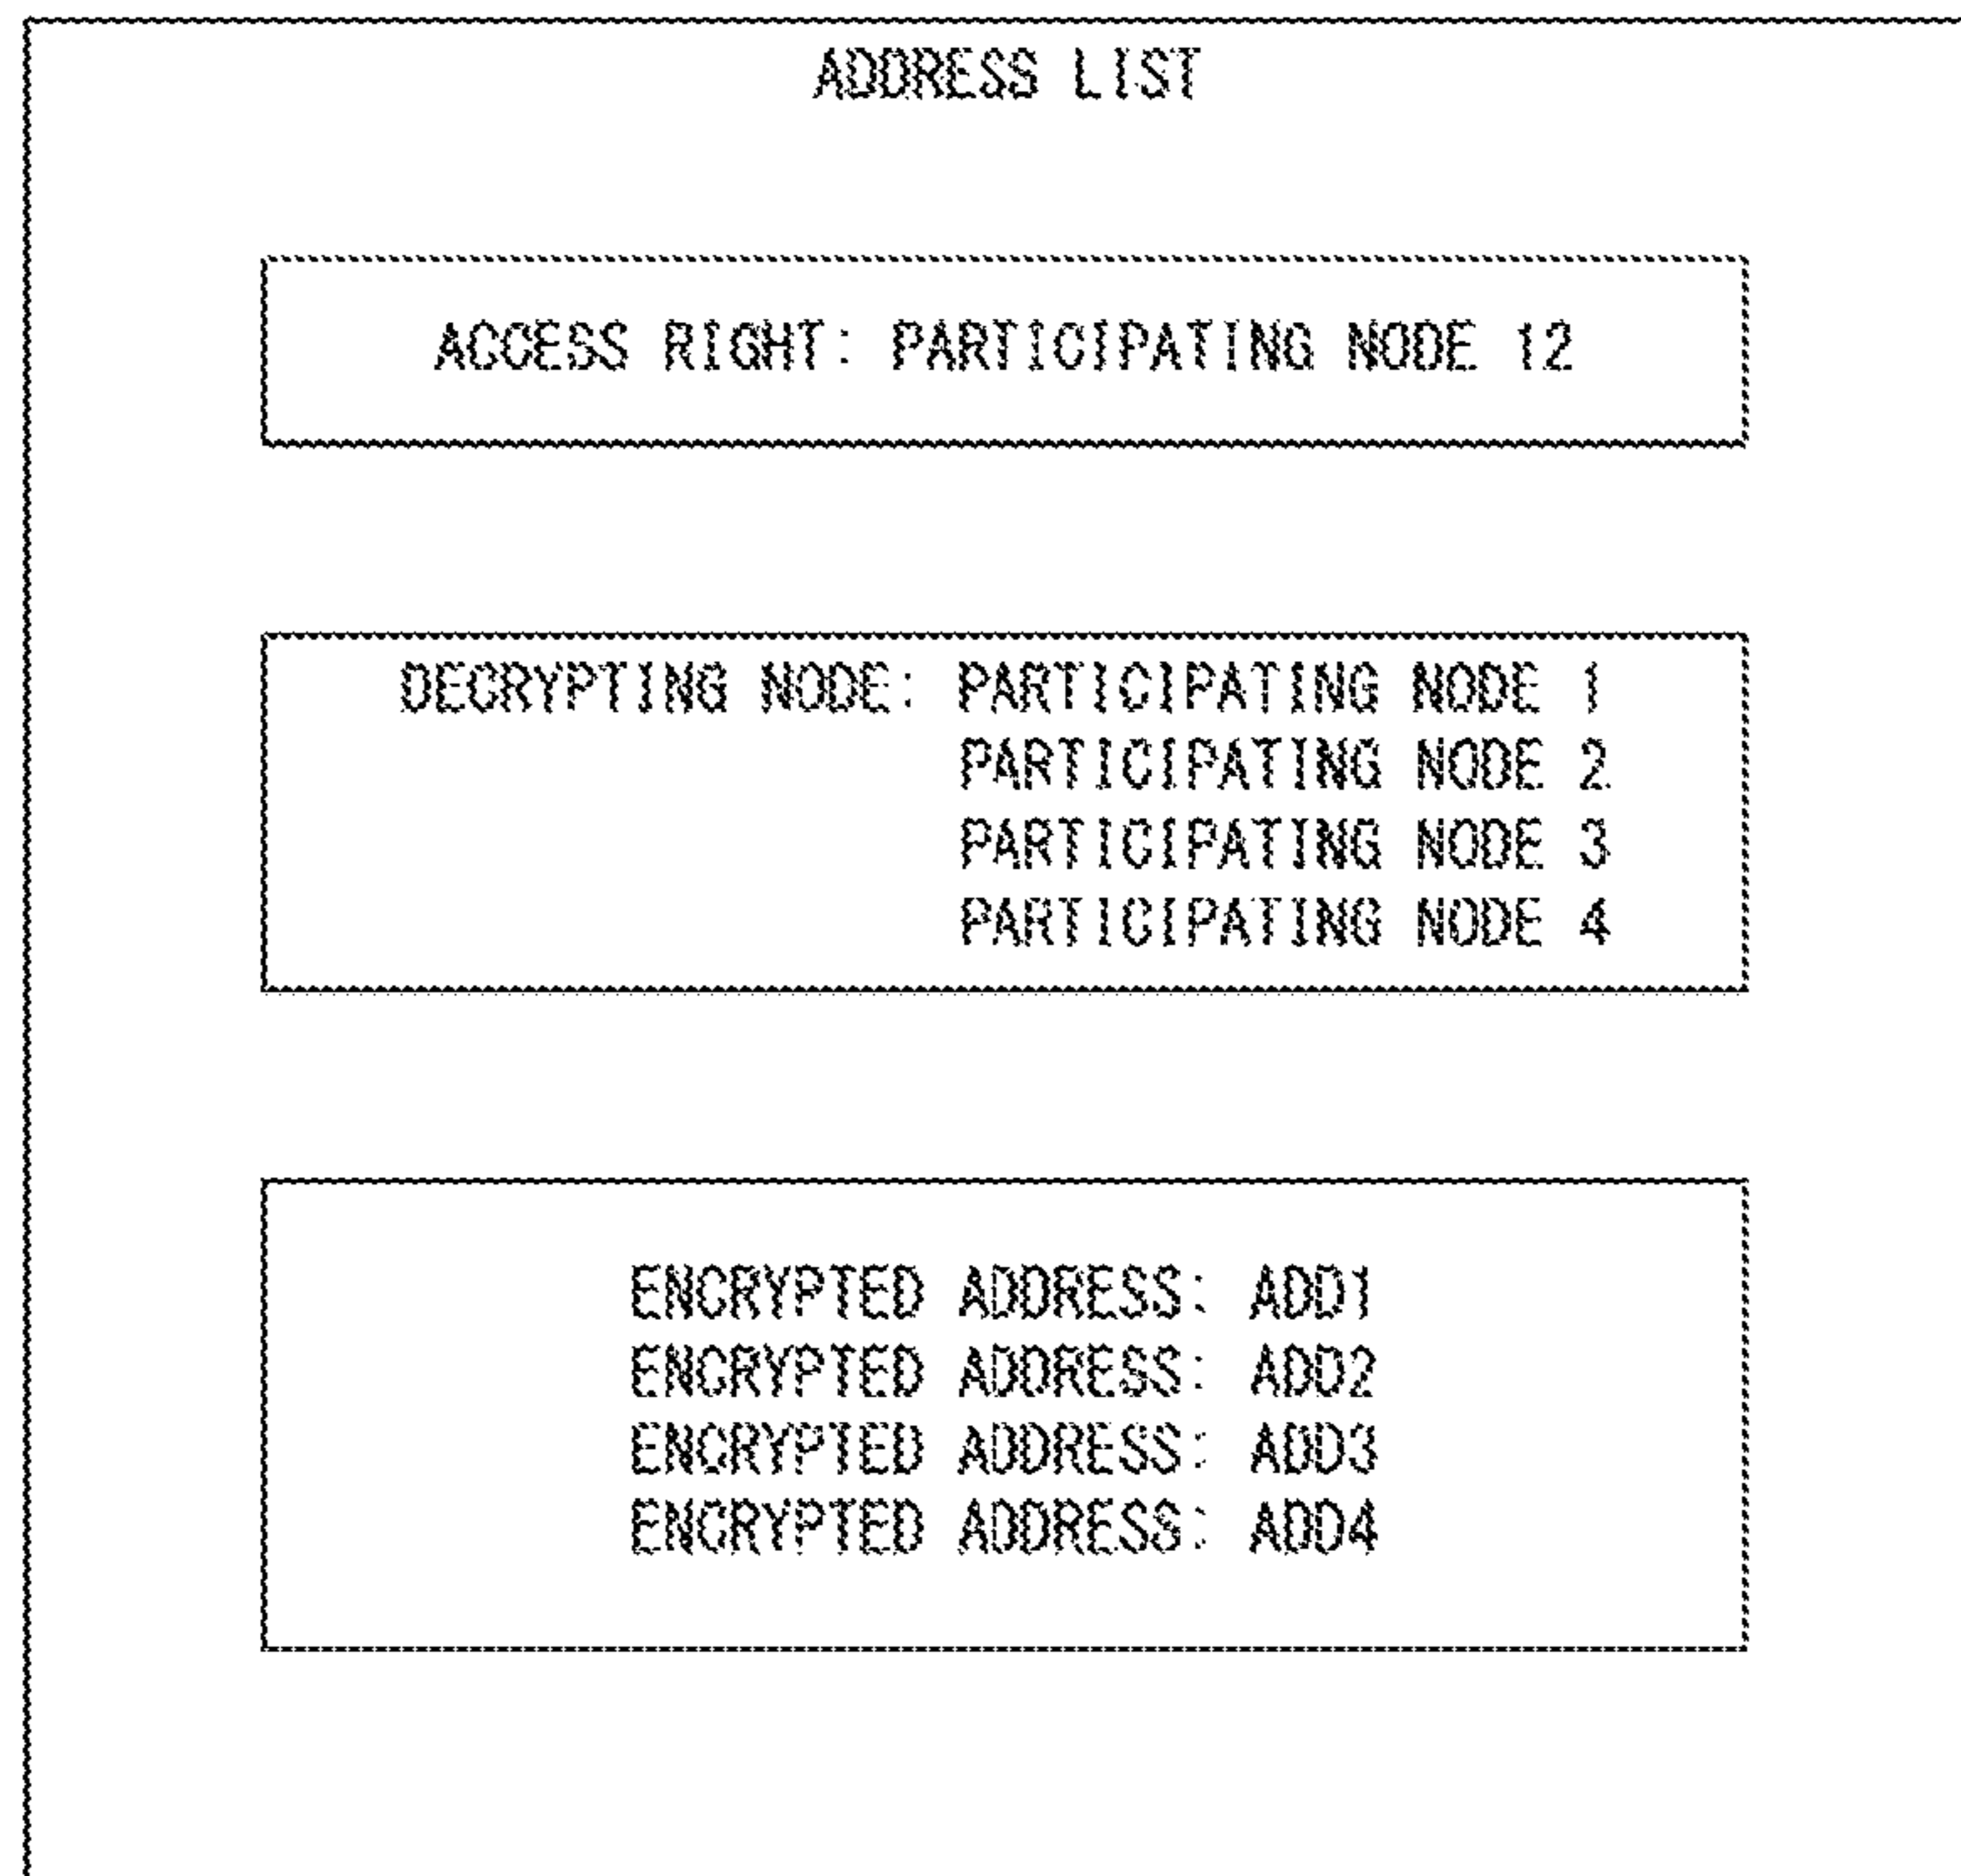 ADDRESS LIST
ACCESS RIGHT: PARTICIPATING NODE 12
DECRYPTING NODE: PARTICIPATING NODE 1
PARTICIPATING NODE 2
PARTICIPATING NODE 3
PARTICIPATING NODE 4
ENCRYPTED ADDRESS: ADD1
ENCRYPTED ADDRESS: ADD2
ENCRYPTED ADDRESS: ADD3
ENCRYPTED ADDRESS: ADD4